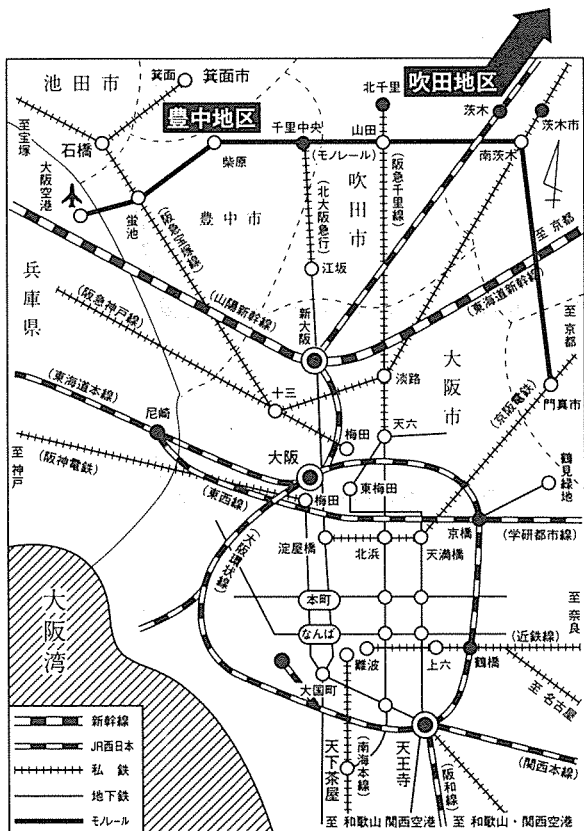 吹田地区
豊中地区
池田市
箕面
箕面市
北千里
茨木
茨木市
至宝塚
石橋
千里中央
山田
大阪空港
柴原
(モノレール)
南茨木
蛍池
豊中市
(北大阪急行)
吹田市
(阪急千里線)
至京都
兵庫県
(阪急宝塚線)
江坂
(山陽新幹線)
(東海道新幹線)
(阪急神戸線)
新大阪
至京都
大阪市
淡路
門真市
(東海道本線)
十三
(京阪電鉄)
尼崎
梅田
天六
大阪
鶴見緑地
至神戸
(阪神電鉄)
(東西線)
梅田
東梅田
京橋
(学研都市線)
淀屋橋
北浜
天満橋
(大阪環状線)
大阪湾
本町
至奈良
なんば
(近鉄線)
難波
上六
鶴橋
大国町
至名古屋
新幹線
JR西日本
私鉄
地下鉄
モノレール
天下茶屋
(南海本線)
天王寺
(阪和線)
(関西本線)
至 和歌山 関西空港
至 和歌山・関西空港